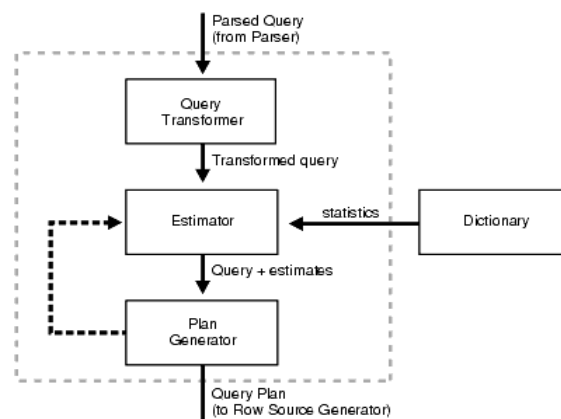 Parsed Query
(from Parser)
Query
Transformer
Transformed query
Estimator
statistics
Dictionary
Query + estimates
Plan
Generator
Query Plan
(to Row Source Generator)